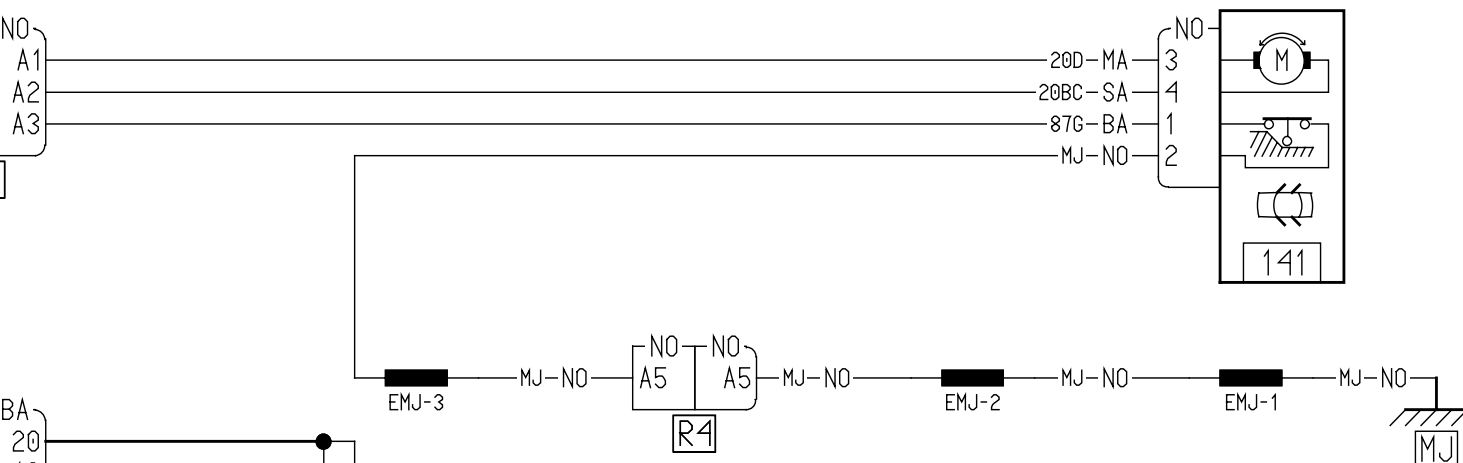 NO
A1
A2
A3
NO
20D-MA 3
20BC-SA 4
87G-BA 1
MJ-NO 2
M
141
NO NO
MJ-NO A5 A5 MJ-NO MJ-NO MJ-NO
EMJ-3 EMJ-2 EMJ-1
R4
MJ
BA
20